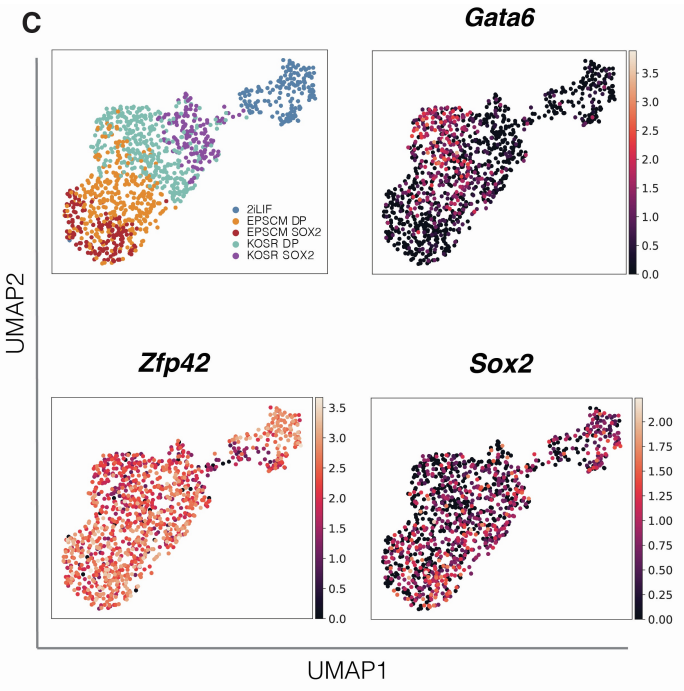 C
Gata6
2iLIF
EPSCM DP
EPSCM SOX2
KOSR DP
KOSR SOX2
3.5
3.0
2.5
2.0
1.5
1.0
0.5
0.0
UMAP2
Zfp42
Sox2
3.5
3.0
2.5
2.0
1.5
1.0
0.5
0.0
2.00
1.75
1.50
1.25
1.00
0.75
0.50
0.25
0.00
UMAP1